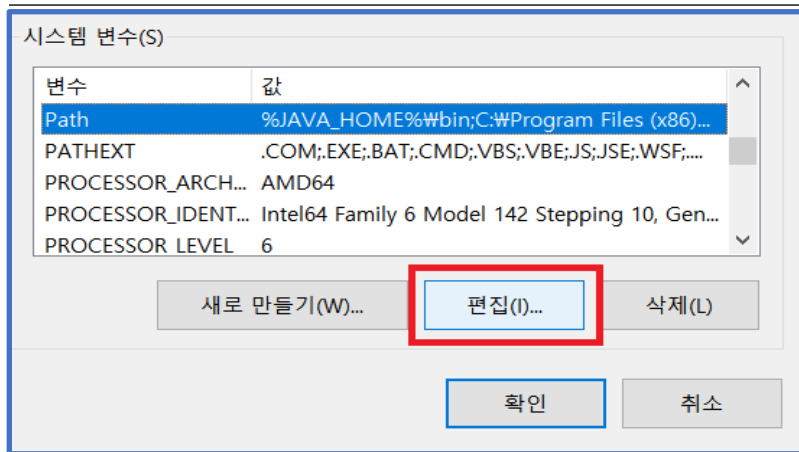 시스템 변수(S)
변수 값
Path %JAVA_HOME%₩bin;C:₩Program Files (x86)...
PATHEXT .COM;.EXE;.BAT;.CMD;.VBS;.VBE;.JS;.JSE;.WSF;....
PROCESSOR_ARCH... AMD64
PROCESSOR_IDENT... Intel64 Family 6 Model 142 Stepping 10, Gen...
PROCESSOR LEVEL 6
새로 만들기(W)... 편집(I)... 삭제(L)
확인 취소